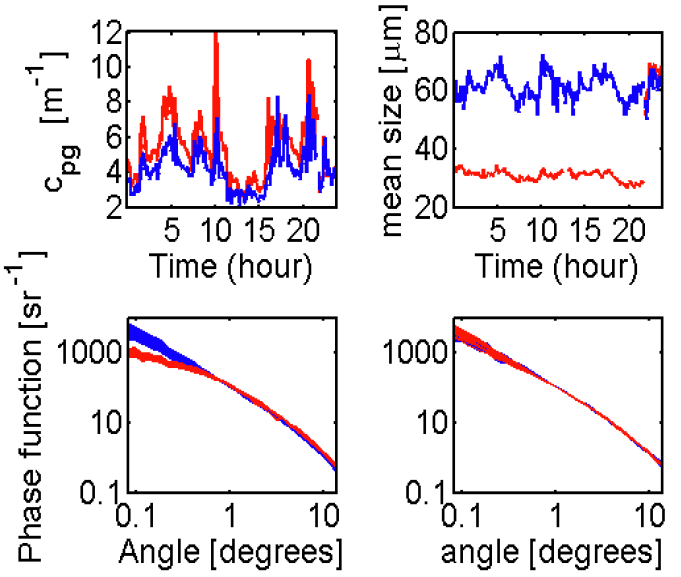 c_pg [m^-1]
12
10
8
6
4
2
5 10 15 20
Time (hour)
mean size [μm]
80
60
40
20
5 10 15 20
Time (hour)
Phase function [sr^-1]
1000
10
0.1
0.1 1 10
Angle [degrees]
1000
10
0.1
0.1 1 10
angle [degrees]